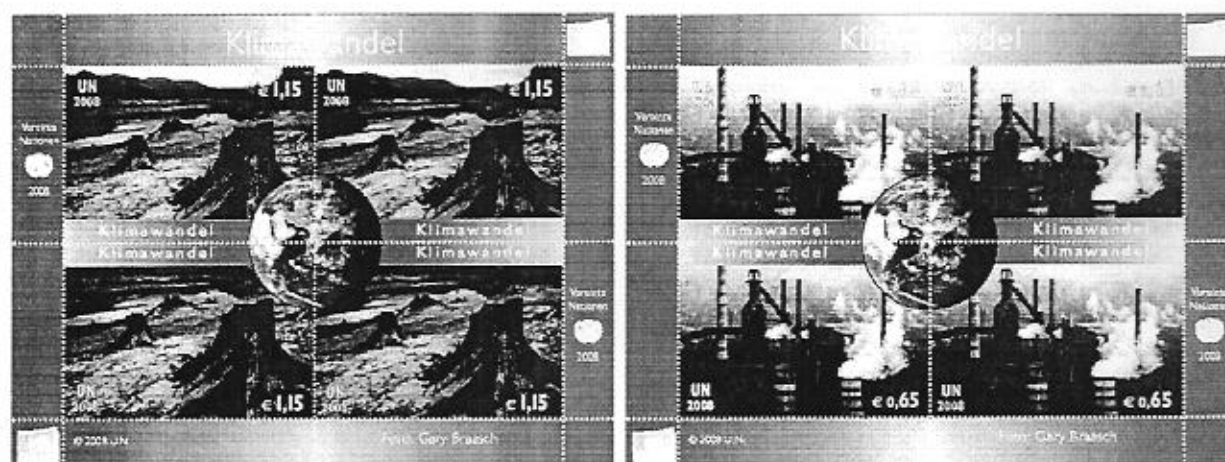 Klimawandel
UN
2008
€1,15
UN
2008
€1,15
Vereinte
Nationen
2008
Klimawandel
Klimawandel
Klimawandel
Klimawandel
Vereinte
Nationen
2008
UN
2008
€1,15
UN
2008
€1,15
© 2008 U.N.
Foto: Gary Braasch
Klimawandel
Vereinte
Nationen
2008
Klimawandel
Klimawandel
Klimawandel
Klimawandel
Vereinte
Nationen
2008
UN
2008
€0,65
UN
2008
€0,65
© 2008 U.N.
Foto: Gary Braasch